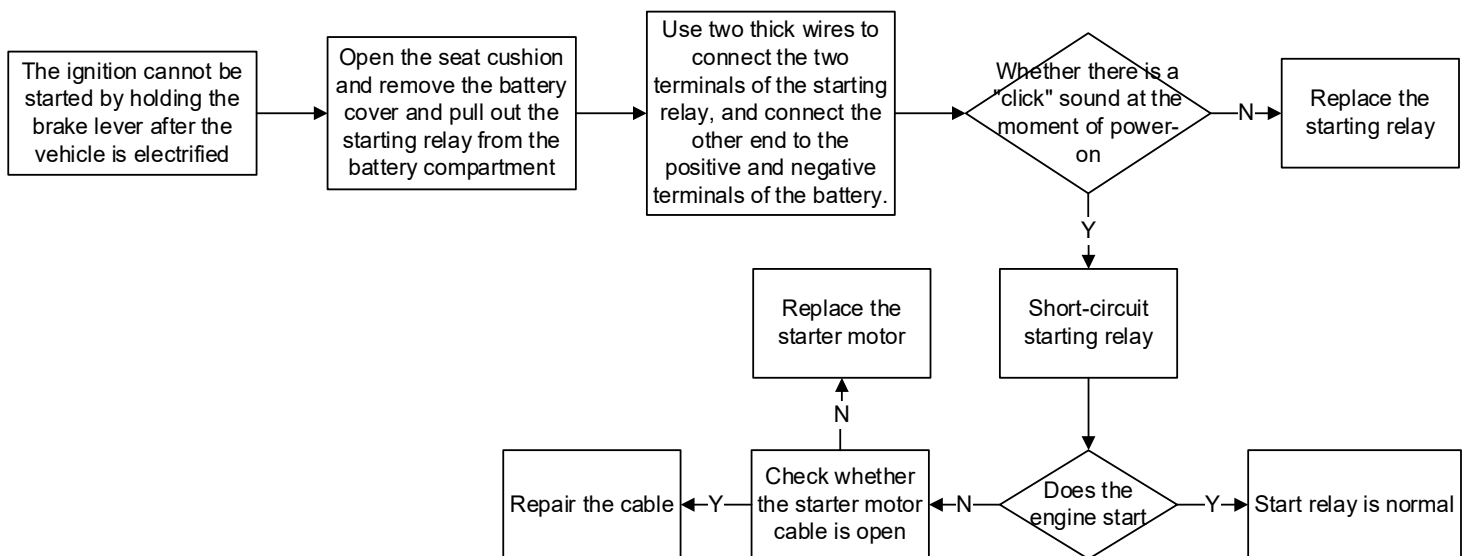 The ignition cannot be
started by holding the
brake lever after the
vehicle is electrified
Open the seat cushion
and remove the battery
cover and pull out the
starting relay from the
battery compartment
Use two thick wires to
connect the two
terminals of the starting
relay, and connect the
other end to the
positive and negative
terminals of the battery.
Whether there is a
"click" sound at the
moment of power-
on
N
Replace the
starting relay
Y
Short-circuit
starting relay
Does the
engine start
Y
Start relay is normal
N
Check whether
the starter motor
cable is open
N
Replace the
starter motor
Y
Repair the cable